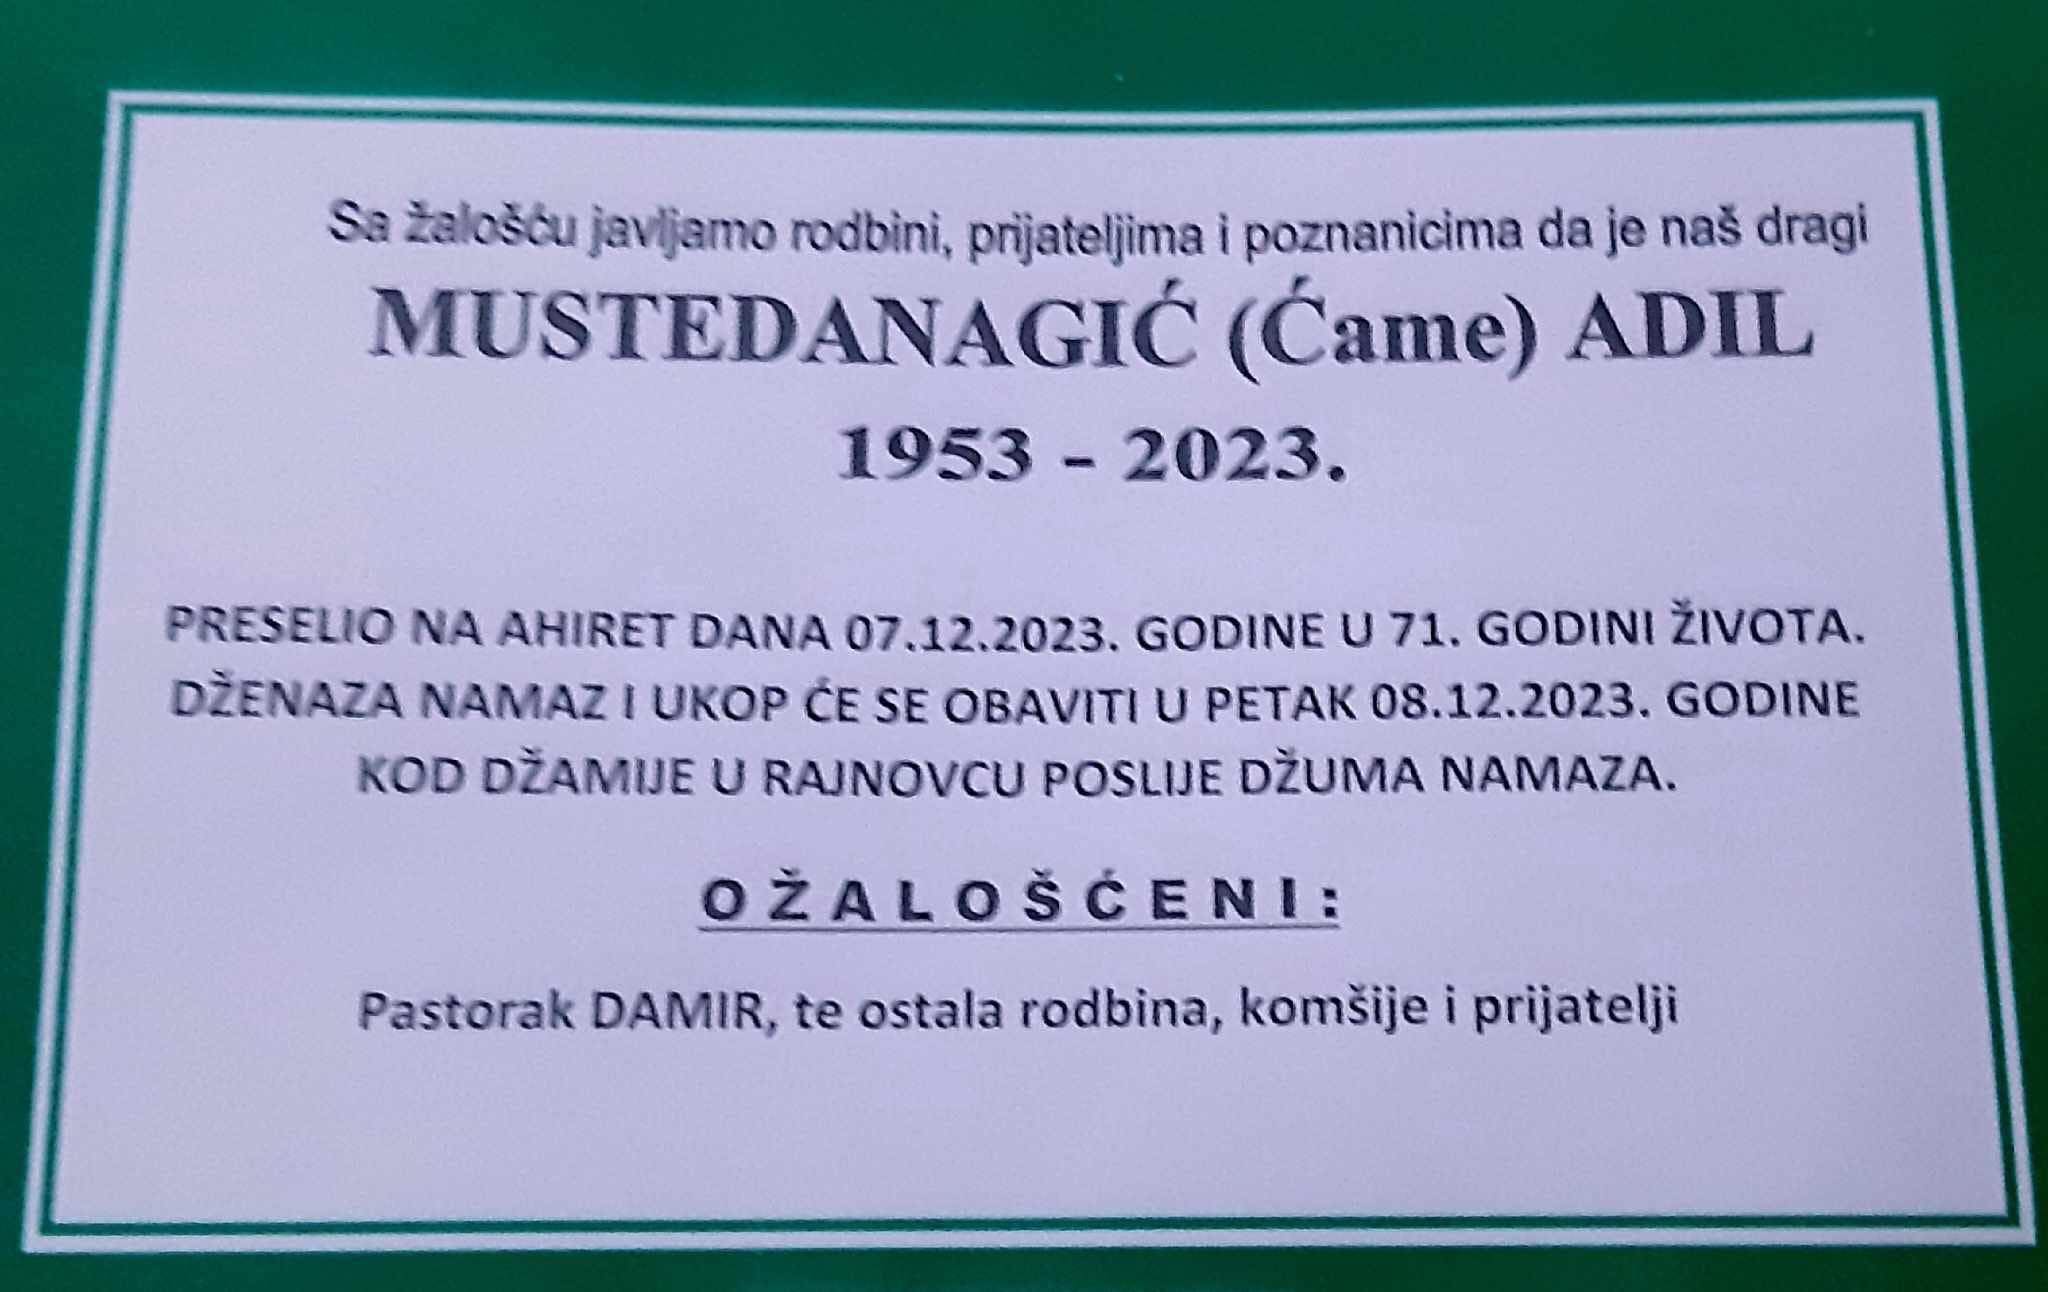 Sa žalošću javljamo rodbini, prijateljima i poznanicima da je naš dragi
MUSTEDANAGIĆ (Ćame) ADIL
1953 - 2023.
PRESELIO NA AHIRET DANA 07.12.2023. GODINE U 71. GODINI ŽIVOTA.
DŽENAZA NAMAZ I UKOP ĆE SE OBAVITI U PETAK 08.12.2023. GODINE
KOD DŽAMIJE U RAJNOVCU POSLIJE DŽUMA NAMAZA.
O Ž A L O Š Ć E N I :
Pastorak DAMIR, te ostala rodbina, komšije i prijatelji